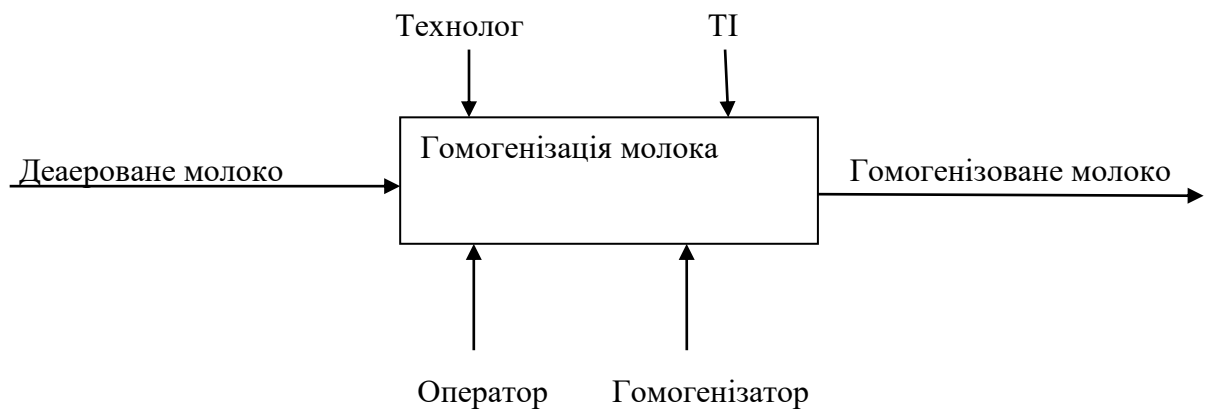 Технолог ТІ
Гомогенізація молока
Деаероване молоко Гомогенізоване молоко
Оператор Гомогенізатор